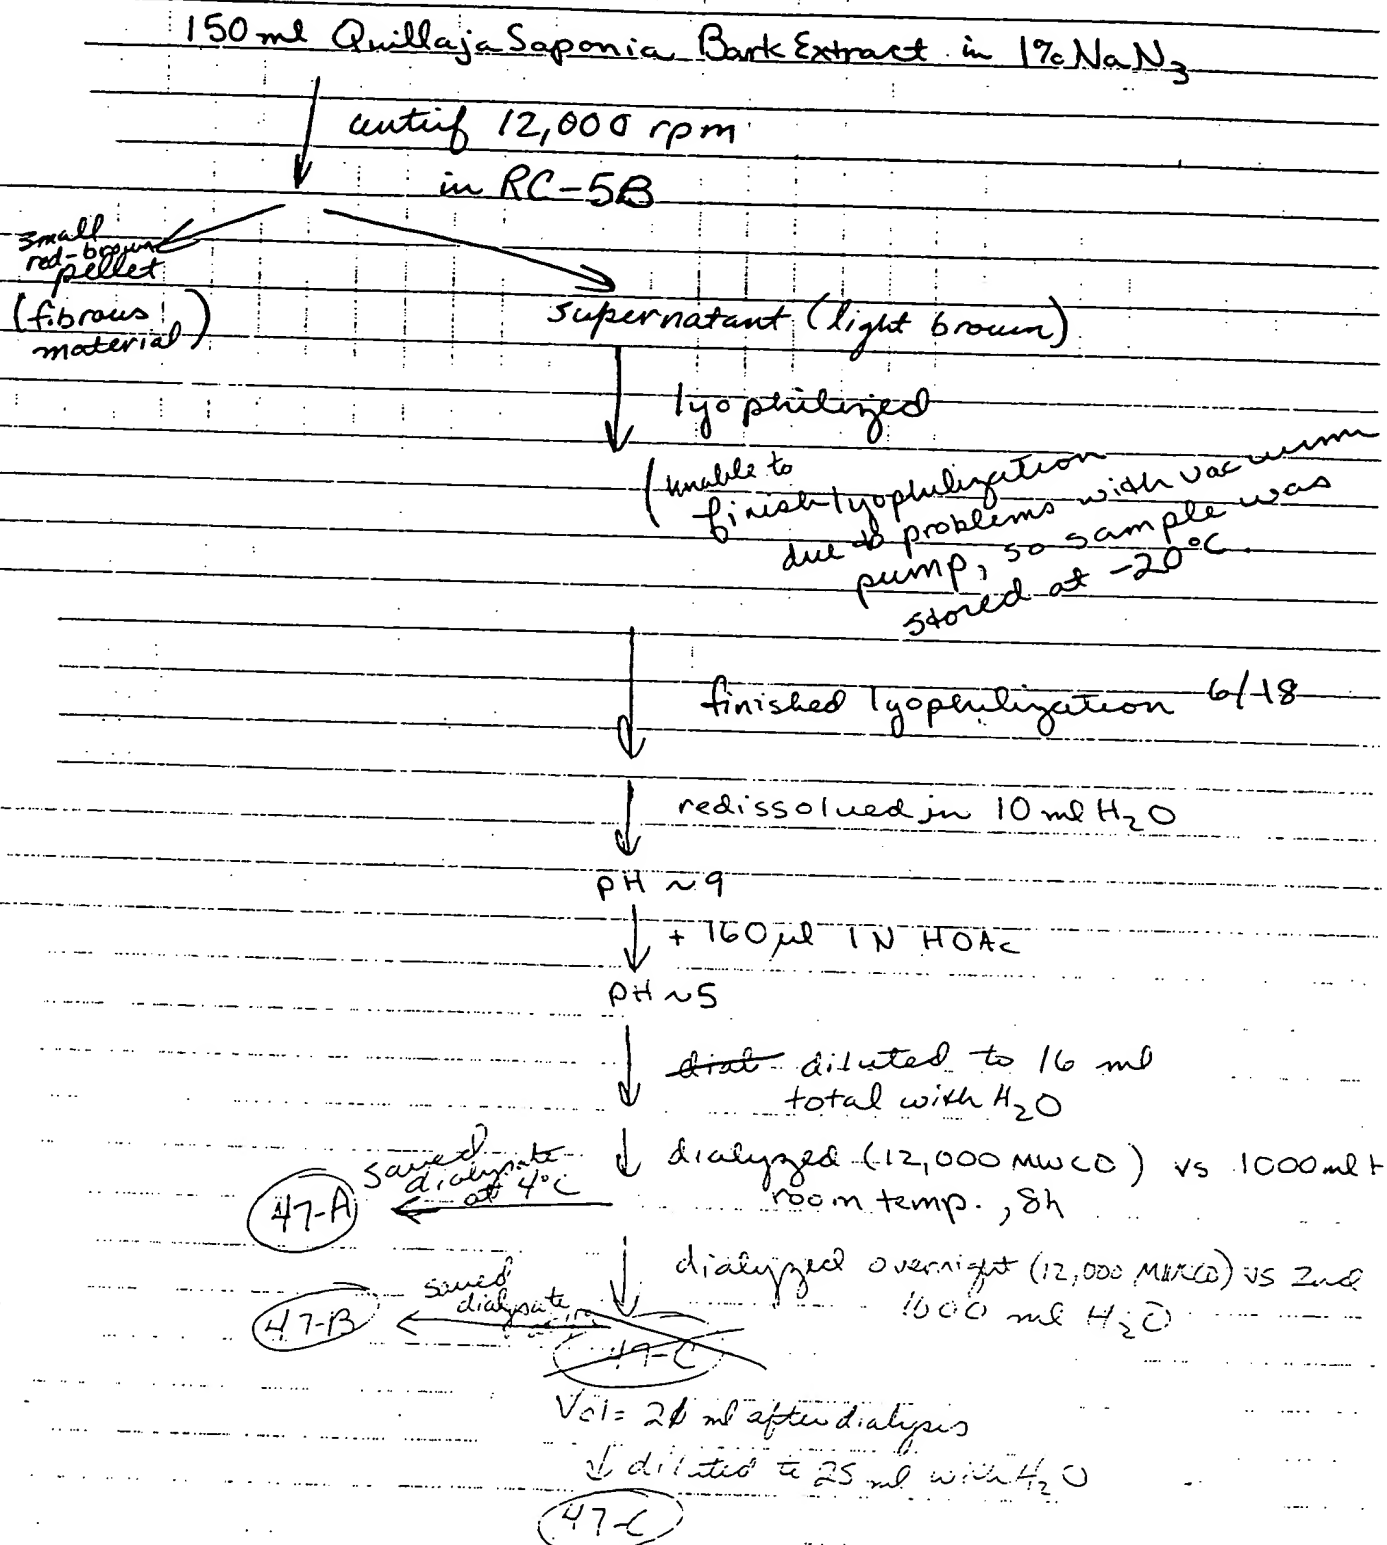 150 ml Quillaja Saponia Bark Extract in 1% NaN3
centrif 12,000 rpm
in RC-5B
small
red-brown
pellet
(fibrous
material)
supernatant (light brown)
lyophilized
(unable to
finish lyophilization
due to problems with vacuum
pump, so sample was
stored at -20°C
finished lyophilization 6/18
redissolved in 10 ml H2O
pH ~9
+ 160 µl 1N HOAc
pH ~5
dial diluted to 16 ml
total with H2O
dialyzed (12,000 MWCO) vs 1000 ml H
room temp., 8h
saved
dialysate
at 4°C
47-A
dialyzed overnight (12,000 MWCO) vs 2nd
1000 ml H2O
saved
dialysate
47-B
47-C
Vol = ml after dialysis
diluted to 25 ml with H2O
47-C